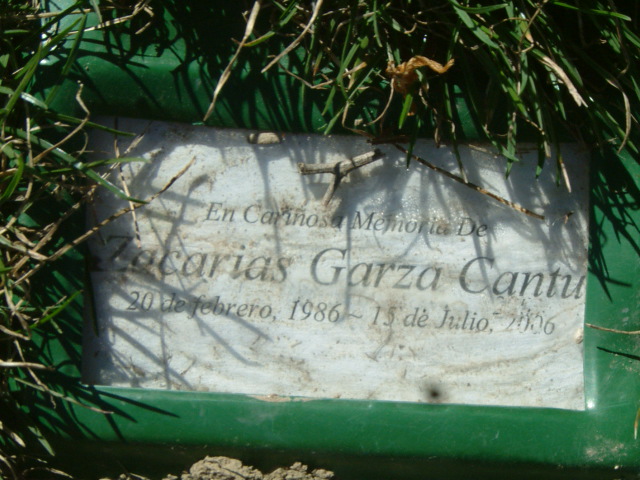 En Cariñosa Memoria De
Zacarias Garza Cantu
20 de febrero, 1986 ~ 15 de Julio, 2006